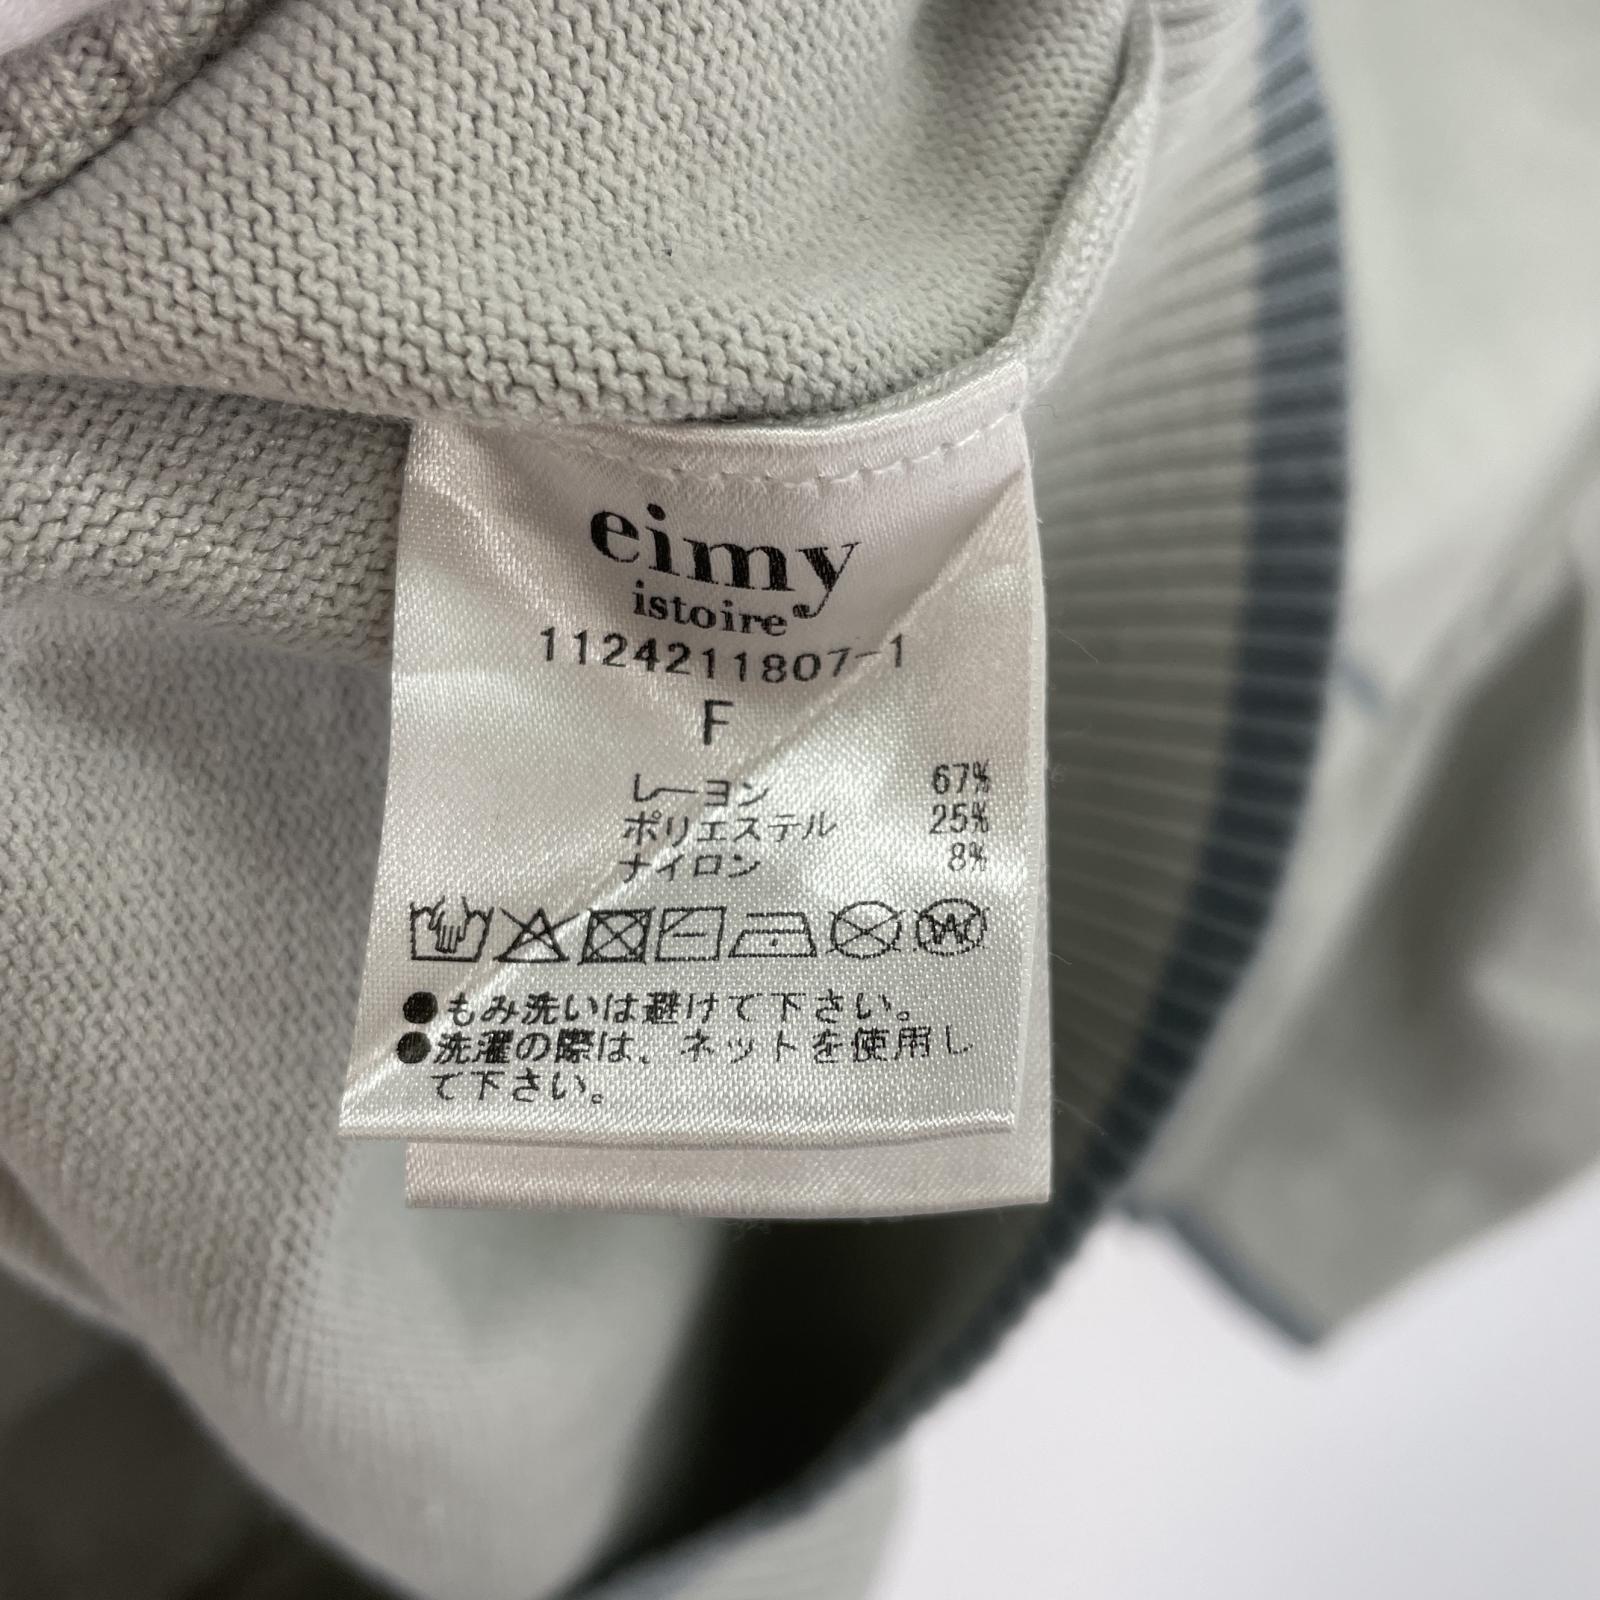 eimy
istoire
1124211807-1
F
レーヨン 67%
ポリエステル 25%
ナイロン 8%
W
●もみ洗いは避けて下さい。
●洗濯の際は、ネットを使用し
て下さい。